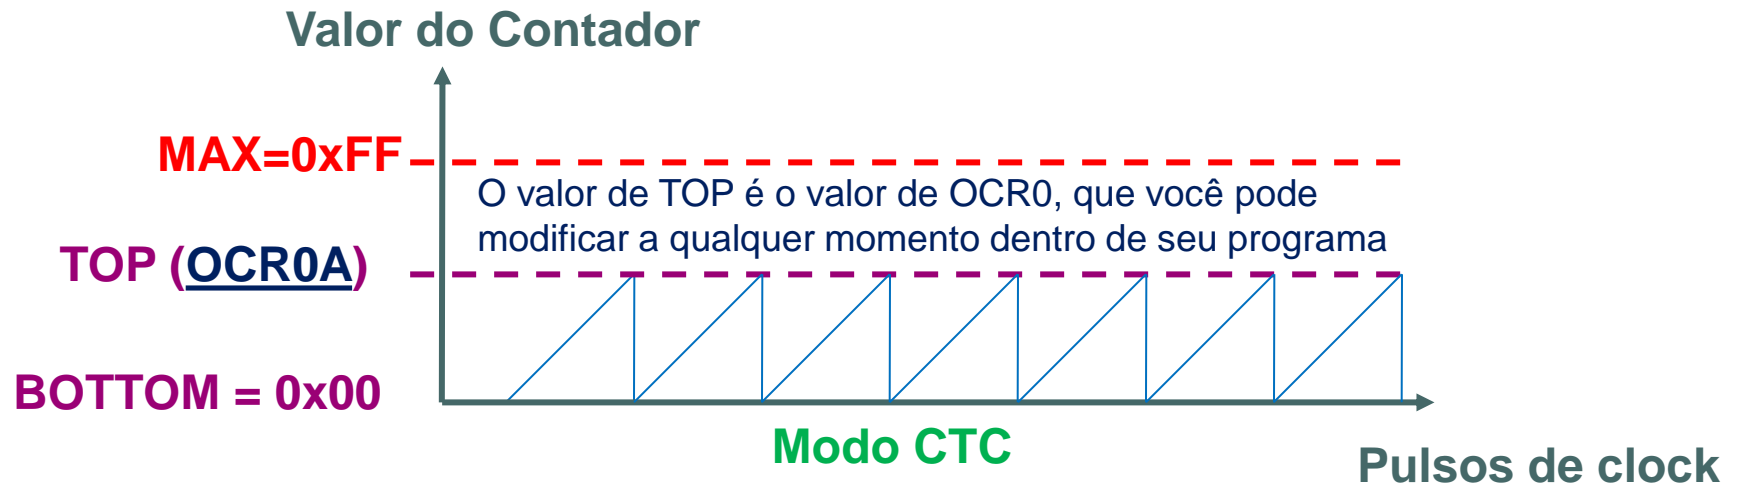 Valor do Contador
MAX=0xFF
O valor de TOP é o valor de OCR0, que você pode
modificar a qualquer momento dentro de seu programa
TOP (OCR0A)
BOTTOM = 0x00
Modo CTC
Pulsos de clock